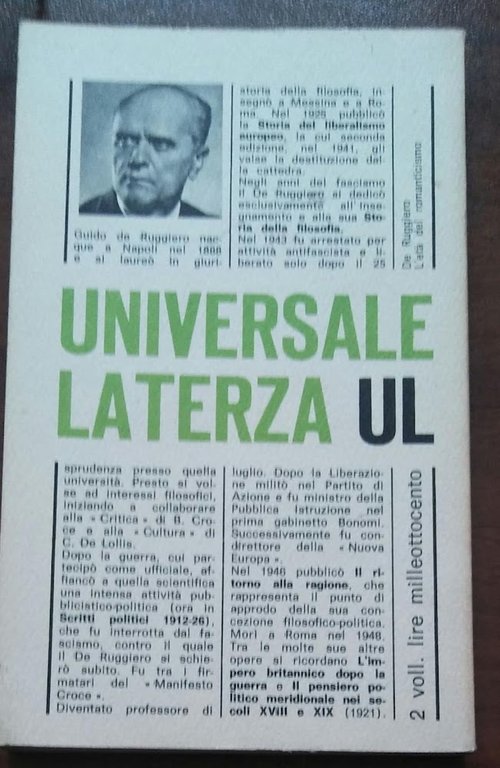 Guido de Ruggiero nac-
que a Napoli nel 1888
e si laureò in giuri-
storia della filosofia, in-
segnò a Messina e a Ro-
ma. Nel 1925 pubblicò
la Storia del liberalismo
europeo, la cui seconda
edizione, nel 1941, gli
valse la destituzione dal-
la cattedra.
Negli anni del fascismo
il De Ruggiero si dedicò
esclusivamente all'inse-
gnamento e alla sua Sto-
ria della filosofia.
Nel 1943 fu arrestato per
attività antifascista e li-
berato solo dopo il 25
De Ruggiero
L'età del romanticismo
UNIVERSALE
LATERZA UL
sprudenza presso quella
università. Presto si vol-
se ad interessi filosofici,
iniziando a collaborare
alla « Critica » di B. Cro-
ce e alla « Cultura » di
C. De Lollis.
Dopo la guerra, cui par-
tecipò come ufficiale, af-
fiancò a quella scientifica
una intensa attività pub-
blicistico-politica (ora in
Scritti politici 1912-26),
che fu interrotta dal fa-
scismo, contro il quale
il De Ruggiero si schie-
rò subito. Fu tra i fir-
matari del « Manifesto
Croce ».
Diventato professore di
luglio. Dopo la Liberazio-
ne militò nel Partito di
Azione e fu ministro della
Pubblica Istruzione nel
primo gabinetto Bonomi.
Successivamente fu con-
direttore della « Nuova
Europa ».
Nel 1946 pubblicò Il ri-
torno alla ragione, che
rappresenta il punto di
approdo della sua con-
cezione filosofico-politica.
Morì a Roma nel 1948.
Tra le molte sue altre
opere si ricordano L'im-
pero britannico dopo la
guerra e Il pensiero po-
litico meridionale nei se-
coli XVIII e XIX (1921).
2 voll. lire milleottocento